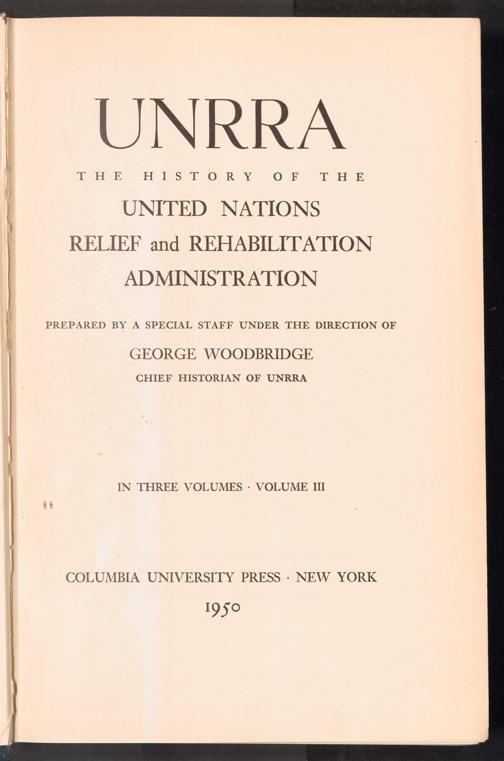 UNRRA
THE HISTORY OF THE
UNITED NATIONS
RELIEF and REHABILITATION
ADMINISTRATION
PREPARED BY A SPECIAL STAFF UNDER THE DIRECTION OF
GEORGE WOODBRIDGE
CHIEF HISTORIAN OF UNRRA
IN THREE VOLUMES · VOLUME III
COLUMBIA UNIVERSITY PRESS · NEW YORK
1950